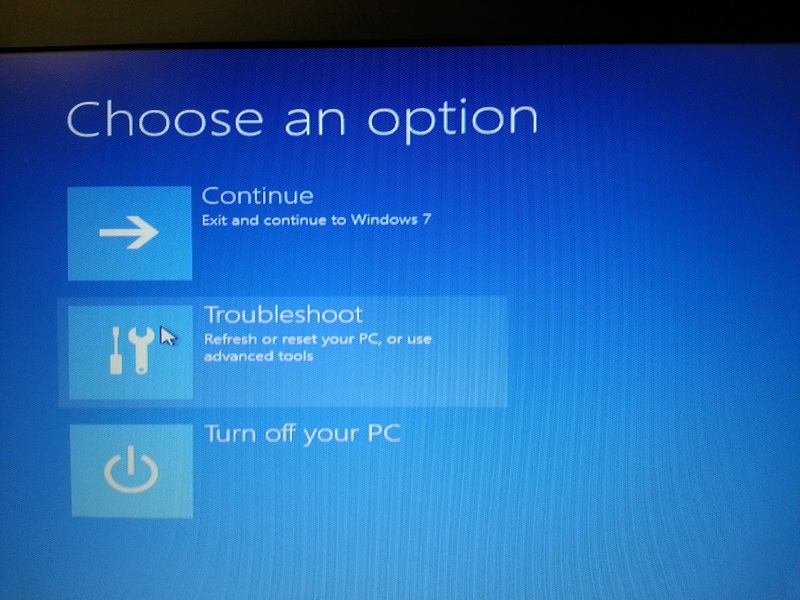 Choose an option
Continue
Exit and continue to Windows 7
Troubleshoot
Refresh or reset your PC, or use
advanced tools
Turn off your PC